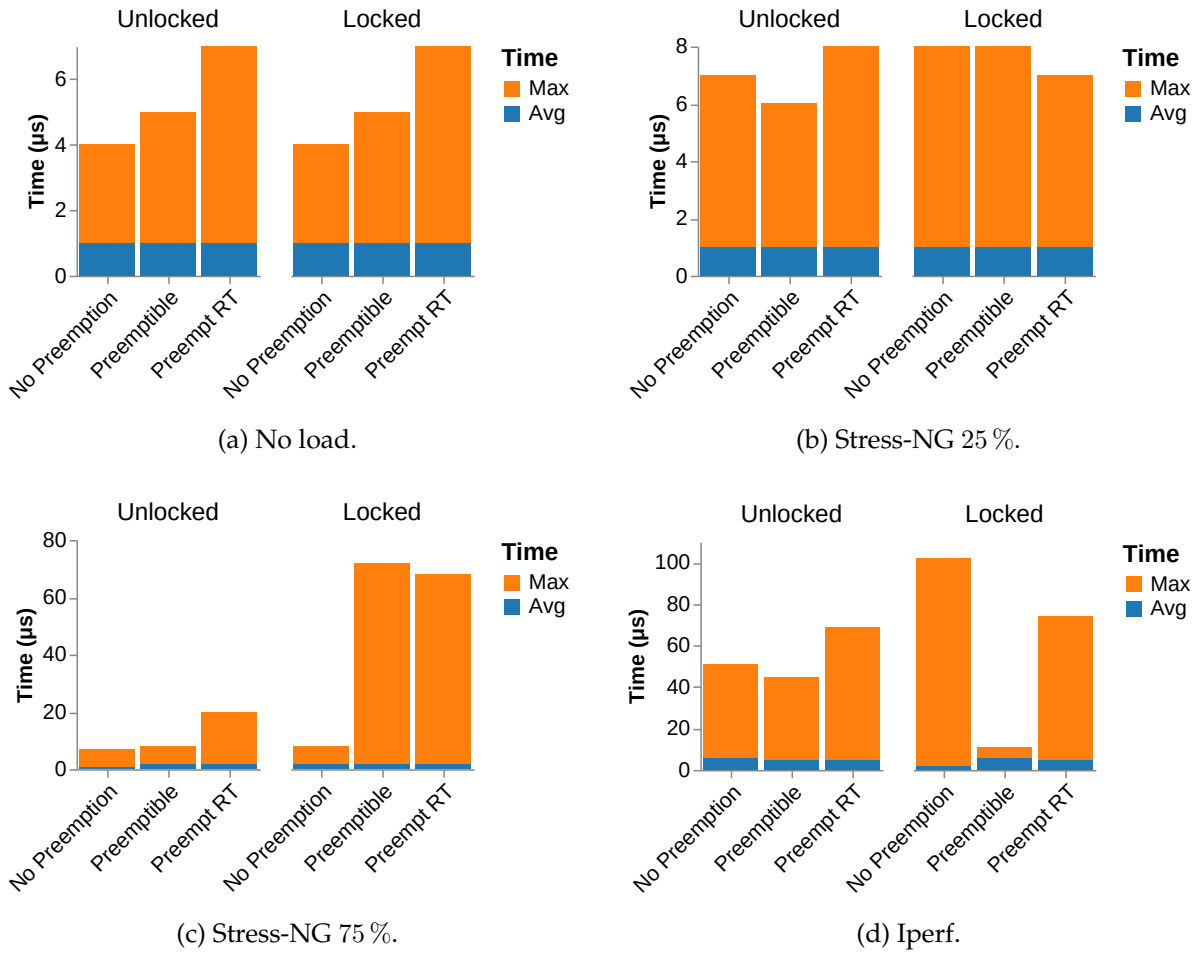 Unlocked Locked
Time
Max
Avg
Time (µs)
6
4
2
0
No Preemption
Preemptible
Preempt RT
No Preemption
Preemptible
Preempt RT
(a) No load.
Unlocked Locked
Time
Max
Avg
Time (µs)
8
6
4
2
0
No Preemption
Preemptible
Preempt RT
No Preemption
Preemptible
Preempt RT
(b) Stress-NG 25 %.
Unlocked Locked
Time
Max
Avg
Time (µs)
80
60
40
20
0
No Preemption
Preemptible
Preempt RT
No Preemption
Preemptible
Preempt RT
(c) Stress-NG 75 %.
Unlocked Locked
Time
Max
Avg
Time (µs)
100
80
60
40
20
0
No Preemption
Preemptible
Preempt RT
No Preemption
Preemptible
Preempt RT
(d) Iperf.